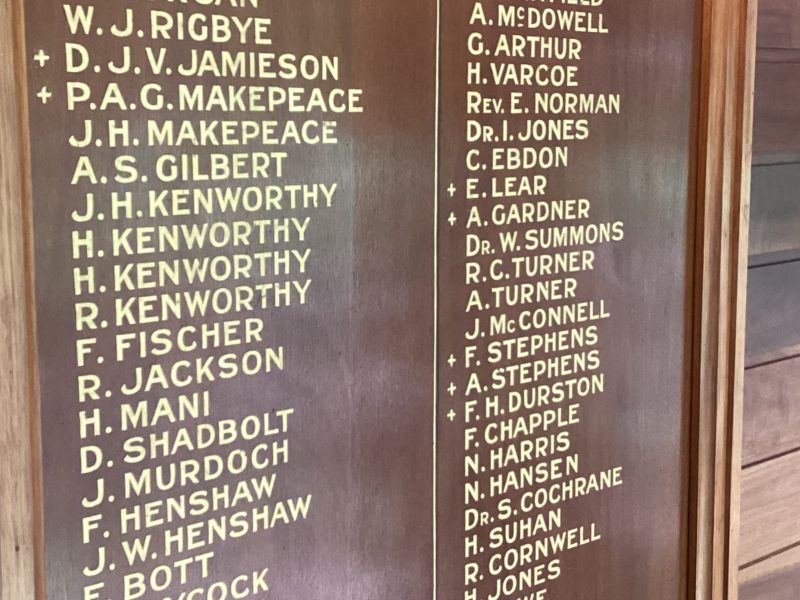 W. J. RIGBYE
+ D. J. V. JAMIESON
+ P. A. G. MAKEPEACE
J. H. MAKEPEACE
A. S. GILBERT
J. H. KENWORTHY
H. KENWORTHY
H. KENWORTHY
R. KENWORTHY
F. FISCHER
R. JACKSON
H. MANI
D. SHADBOLT
J. MURDOCH
F. HENSHAW
J. W. HENSHAW
BOTT
A. McDOWELL
G. ARTHUR
H. VARCOE
REV. E. NORMAN
DR. I. JONES
C. EBDON
+ E. LEAR
+ A. GARDNER
DR. W. SUMMONS
R. C. TURNER
A. TURNER
J. McCONNELL
+ F. STEPHENS
+ A. STEPHENS
+ F. H. DURSTON
F. CHAPPLE
N. HARRIS
N. HANSEN
DR. S. COCHRANE
H. SUHAN
R. CORNWELL
H. JONES